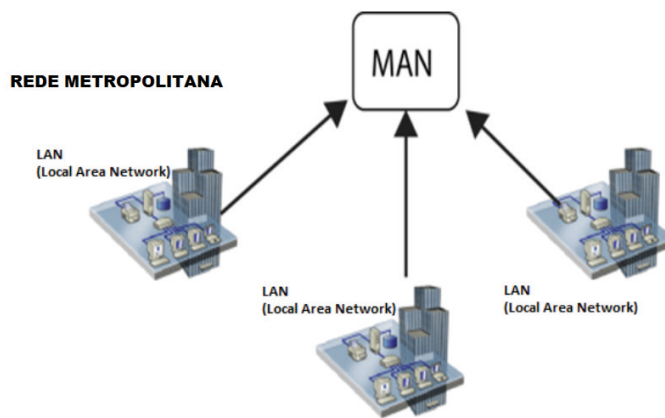 MAN
REDE METROPOLITANA
LAN
(Local Area Network)
LAN
(Local Area Network)
LAN
(Local Area Network)